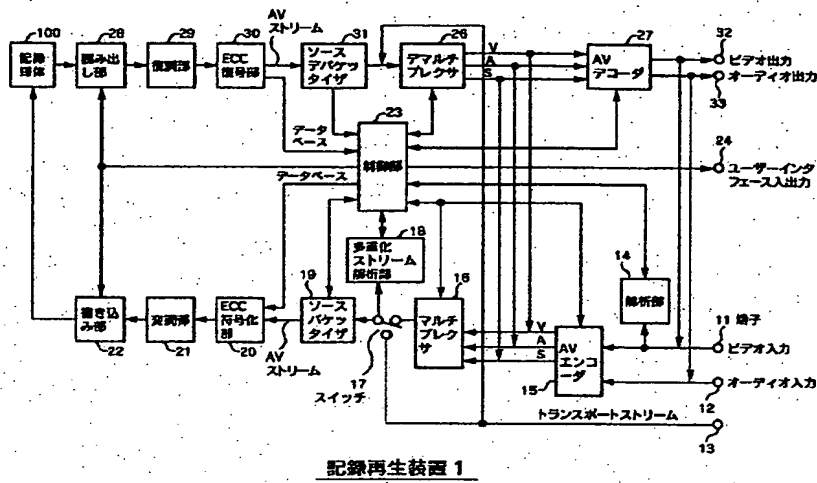 100
記録
媒体
28
読み出
し部
29
復調部
30
ECC
復号部
AV
ストリーム
31
ソース
デパケッ
タイザ
26
デマルチ
プレクサ
V
A
S
27
AV
デコーダ
32
ビデオ出力
オーディオ出力
33
データ
ベース
23
制御部
24
ユーザーインタ
フェース入出力
データベース
18
多重化
ストリーム
解析部
14
解析部
22
書き込
み部
21
変調部
20
ECC
符号化
部
AV
ストリーム
19
ソース
パケッ
タイザ
17
スイッチ
16
マルチ
プレク
サ
V
A
S
15
AV
エンコ
ーダ
11 端子
ビデオ入力
オーディオ入力
12
トランスポートストリーム
13
記録再生装置1